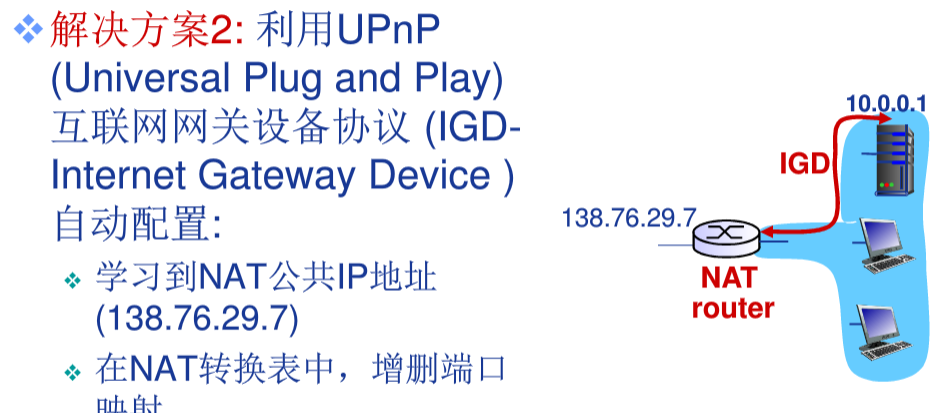 解决方案2: 利用UPnP
(Universal Plug and Play)
互联网网关设备协议 (IGD-
Internet Gateway Device )
自动配置:
学习到NAT公共IP地址
(138.76.29.7)
在NAT转换表中，增删端口
映射
10.0.0.1
IGD
138.76.29.7
NAT
router